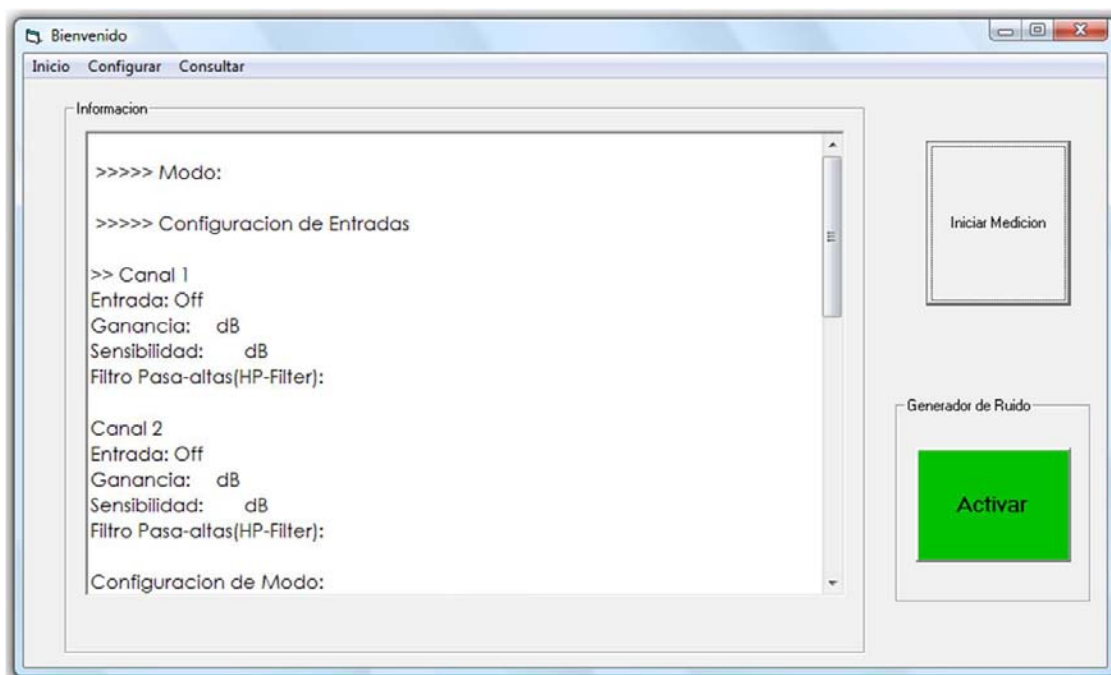 Bienvenido
Inicio Configurar Consultar
Informacion
>>>>> Modo:
>>>>> Configuracion de Entradas
>> Canal 1
Entrada: Off
Ganancia: dB
Sensibilidad: dB
Filtro Pasa-altas(HP-Filter):
Canal 2
Entrada: Off
Ganancia: dB
Sensibilidad: dB
Filtro Pasa-altas(HP-Filter):
Configuracion de Modo:
Iniciar Medicion
Generador de Ruido
Activar